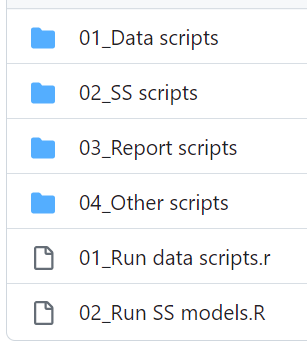 01_Data scripts
02_SS scripts
03_Report scripts
04_Other scripts
01_Run data scripts.r
02_Run SS models.R